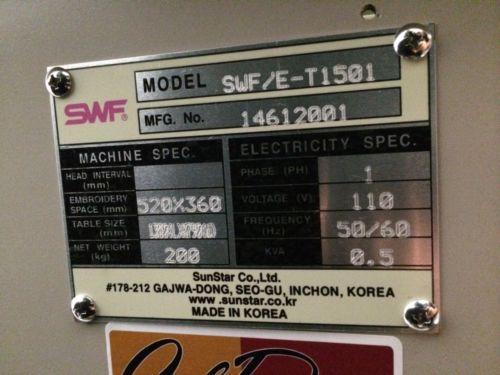 SWF®
MODEL SWF/E-T1501
MFG. No. 14612001
MACHINE SPEC.
HEAD INTERVAL (mm)
EMBROIDERY SPACE (mm) 520X360
TABLE SIZE (mm)
NET WEIGHT (kg) 200
ELECTRICITY SPEC.
PHASE (PH) 1
VOLTAGE (V) 110
FREQUENCY (Hz) 50/60
KVA 0.5
SunStar Co.,Ltd.
#178-212 GAJWA-DONG, SEO-GU, INCHON, KOREA
www.sunstar.co.kr
MADE IN KOREA